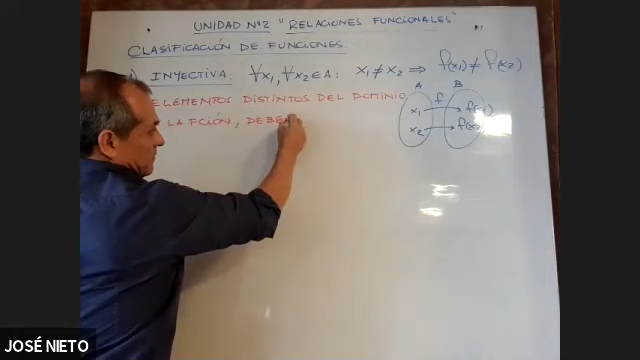 UNIDAD Nº2 "RELACIONES FUNCIONALES"
CLASIFICACIÓN DE FUNCIONES.
INYECTIVA: ∀x₁, ∀x₂ ∈ A: x₁ ≠ x₂ ⇒ f(x₁) ≠ f(x₂)
ELEMENTOS DISTINTOS DEL DOMINIO
LA FCIÓN, DEBE
A f B
x₁ f(x₁)
x₂ f(x₂)
JOSÉ NIETO